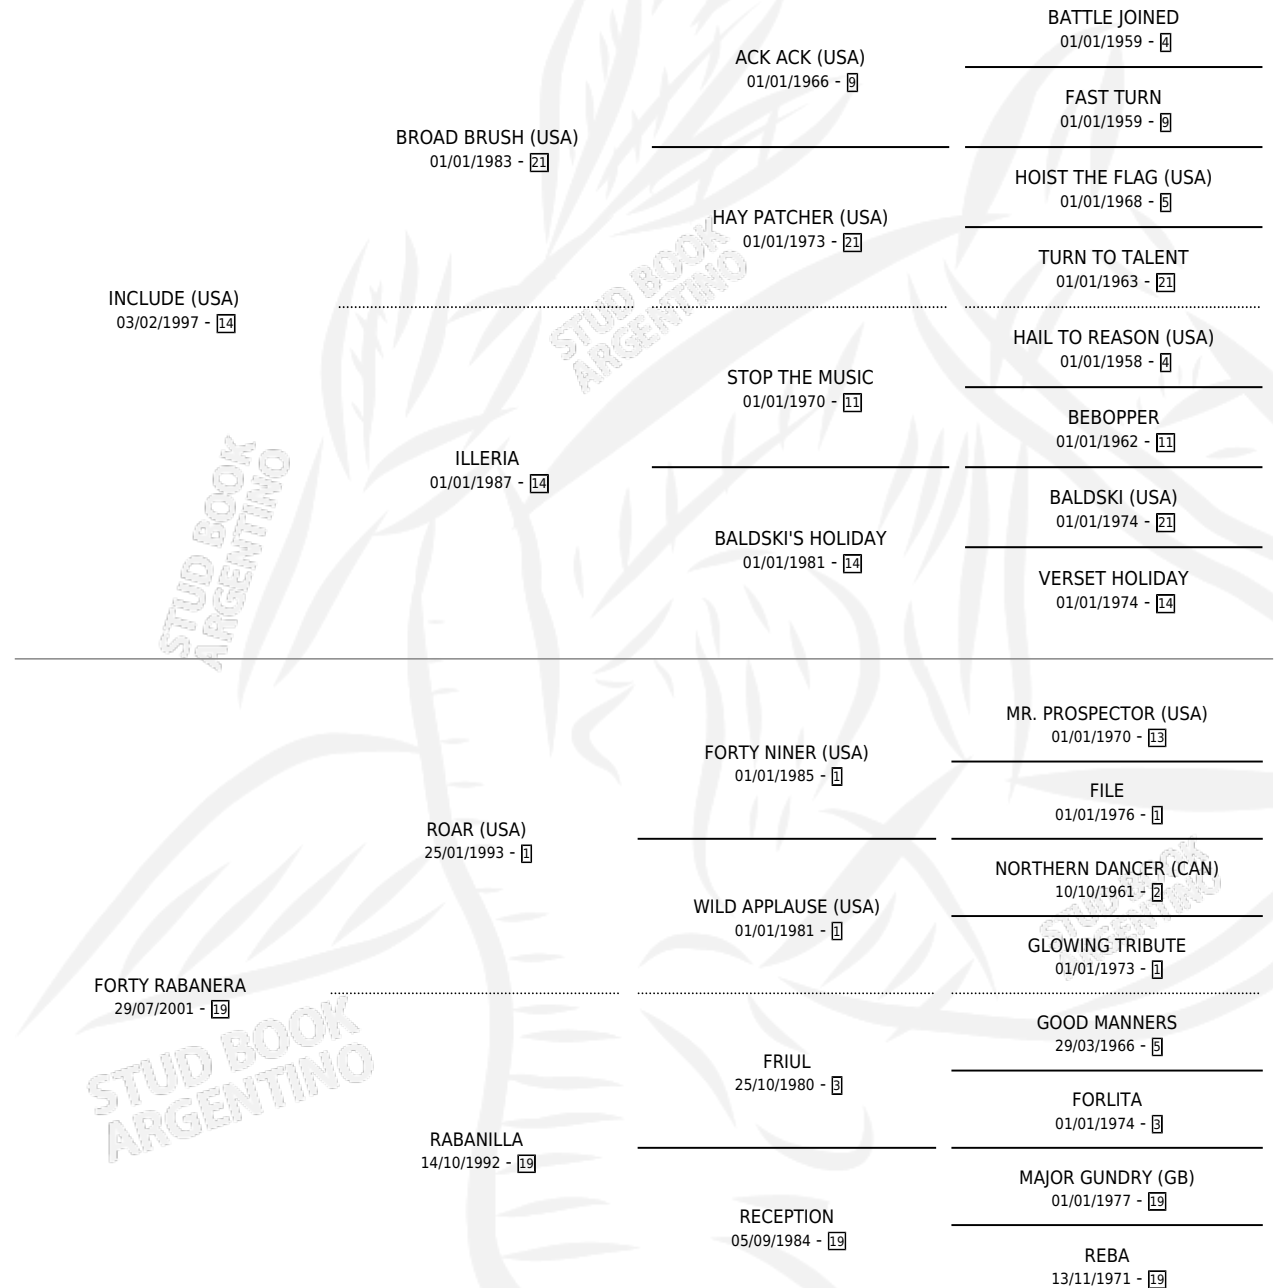 BATTLE JOINED
01/01/1959 - 4
ACK ACK (USA)
01/01/1966 - 9
FAST TURN
01/01/1959 - 9
BROAD BRUSH (USA)
01/01/1983 - 21
HOIST THE FLAG (USA)
01/01/1968 - 5
HAY PATCHER (USA)
01/01/1973 - 21
TURN TO TALENT
01/01/1963 - 21
INCLUDE (USA)
03/02/1997 - 14
STUD BOOK
ARGENTINO
HAIL TO REASON (USA)
01/01/1958 - 4
STOP THE MUSIC
01/01/1970 - 11
BEBOPPER
01/01/1962 - 11
ILLERIA
01/01/1987 - 14
BALDSKI (USA)
01/01/1974 - 21
BALDSKI'S HOLIDAY
01/01/1981 - 14
VERSET HOLIDAY
01/01/1974 - 14
STUD BOOK
ARGENTINO
MR. PROSPECTOR (USA)
01/01/1970 - 13
FORTY NINER (USA)
01/01/1985 - 1
FILE
01/01/1976 - 1
ROAR (USA)
25/01/1993 - 1
NORTHERN DANCER (CAN)
10/10/1961 - 2
WILD APPLAUSE (USA)
01/01/1981 - 1
STUD BOOK
ARGENTINO
GLOWING TRIBUTE
01/01/1973 - 1
FORTY RABANERA
29/07/2001 - 19
STUD BOOK
ARGENTINO
GOOD MANNERS
29/03/1966 - 5
FRIUL
25/10/1980 - 3
FORLITA
01/01/1974 - 3
RABANILLA
14/10/1992 - 19
MAJOR GUNDRY (GB)
01/01/1977 - 19
RECEPTION
05/09/1984 - 19
REBA
13/11/1971 - 19